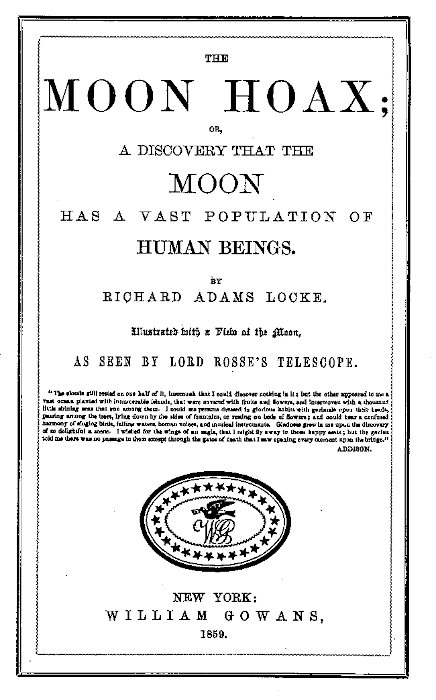 THE
MOON HOAX;
OR,
A DISCOVERY THAT THE
MOON
HAS A VAST POPULATION OF
HUMAN BEINGS.
BY
RICHARD ADAMS LOCKE.
Illustrated with a View of the Moon,
AS SEEN BY LORD ROSSE'S TELESCOPE.
"The clouds still rested on one half of it, insomuch that I could discover nothing in it; but the other appeared to me a
vast ocean planted with innumerable islands, that were covered with fruits and flowers, and interwoven with a thousand
little shining seas that ran among them. I could see persons dressed in glorious habits with garlands upon their heads,
passing among the trees, lying down by the sides of fountains, or resting on beds of flowers; and could hear a confused
harmony of singing birds, falling waters, human voices, and musical instruments. Gladness grew in me upon the discovery
of so delightful a scene. I wished for the wings of an eagle, that I might fly away to those happy seats; but the genius
told me there was no passage to them except through the gates of death that I saw opening every moment upon the bridge."
ADDISON.
WG
NEW YORK:
WILLIAM GOWANS,
1859.